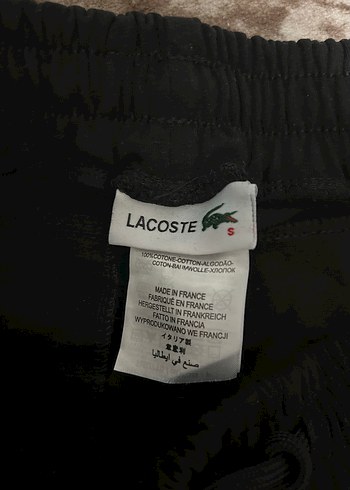 LACOSTE
S
100%COTONE-COTTON-ALGODÃO-
COTON-BAUMWOLLE-ХЛОПОК
MADE IN FRANCE
FABRIQUÉ EN FRANCE
HERGESTELLT IN FRANKREICH
FATTO IN FRANCIA
WYPRODUKOWANO WE FRANCJI
イタリア製
صنع في ايطاليا